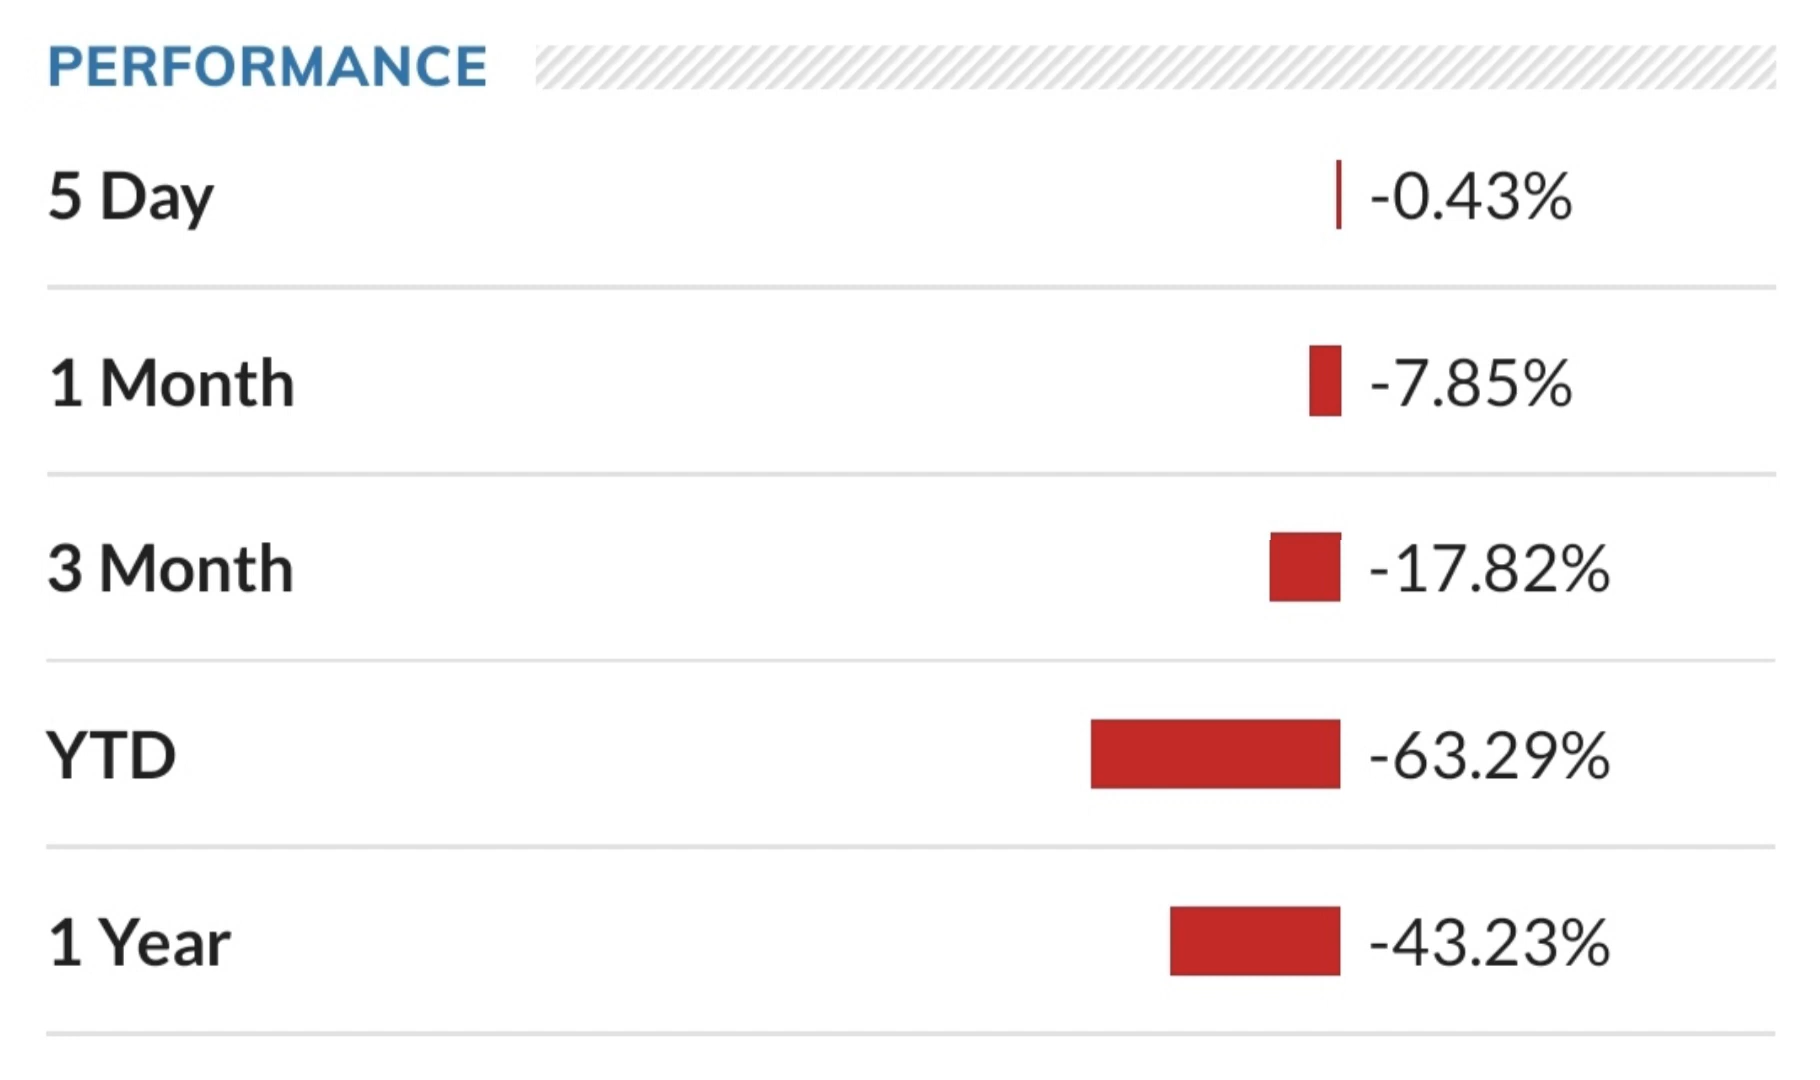 PERFORMANCE
5 Day -0.43%
1 Month -7.85%
3 Month -17.82%
YTD -63.29%
1 Year -43.23%